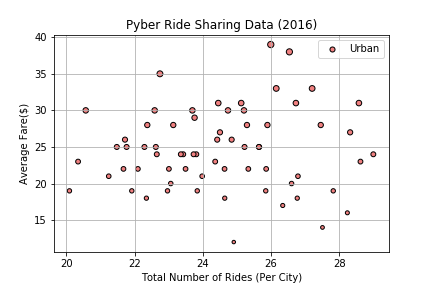 Pyber Ride Sharing Data (2016)
Urban
Average Fare($)
40
35
30
25
20
15
20 22 24 26 28
Total Number of Rides (Per City)